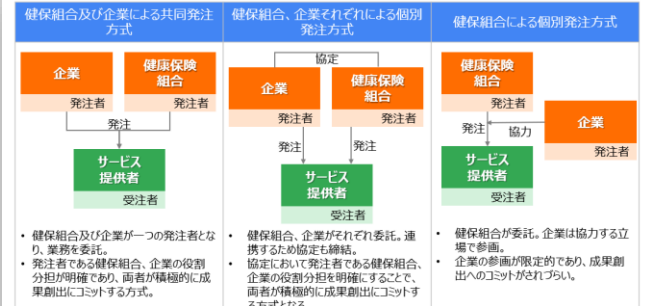 健保組合及び企業による共同発注
方式
企業
発注者
健康保険
組合
発注者
発注
サービス
提供者
受注者
• 健保組合及び企業が一つの発注者とな
り、業務を委託。
• 発注者である健保組合、企業の役割
分担が明確であり、両者が積極的に成
果創出にコミットする方式。
健保組合、企業それぞれによる個別
発注方式
協定
企業
発注者
健康保険
組合
発注者
発注
発注
サービス
提供者
受注者
• 健保組合、企業がそれぞれ委託。連
携するため協定も締結。
• 協定において発注者である健保組合、
企業の役割分担を明確にすることで、
両者が積極的に成果創出にコミットす
る方式となる
健保組合による個別発注方式
健康保険
組合
発注者
発注
協力
企業
発注者
サービス
提供者
受注者
• 健保組合が委託。企業は協力する立
場で参画。
• 企業の参画が限定的であり、成果創
出へのコミットがされづらい。